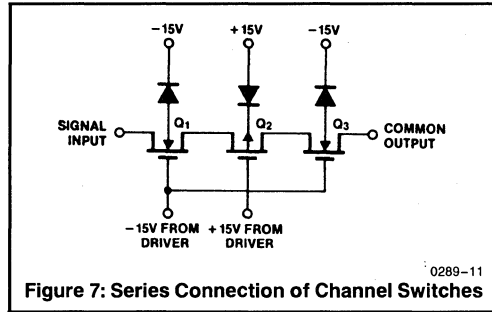 −15V +15V −15V
Q1 Q2 Q3
SIGNAL INPUT
COMMON OUTPUT
−15V FROM DRIVER
+15V FROM DRIVER
0289–11
Figure 7: Series Connection of Channel Switches